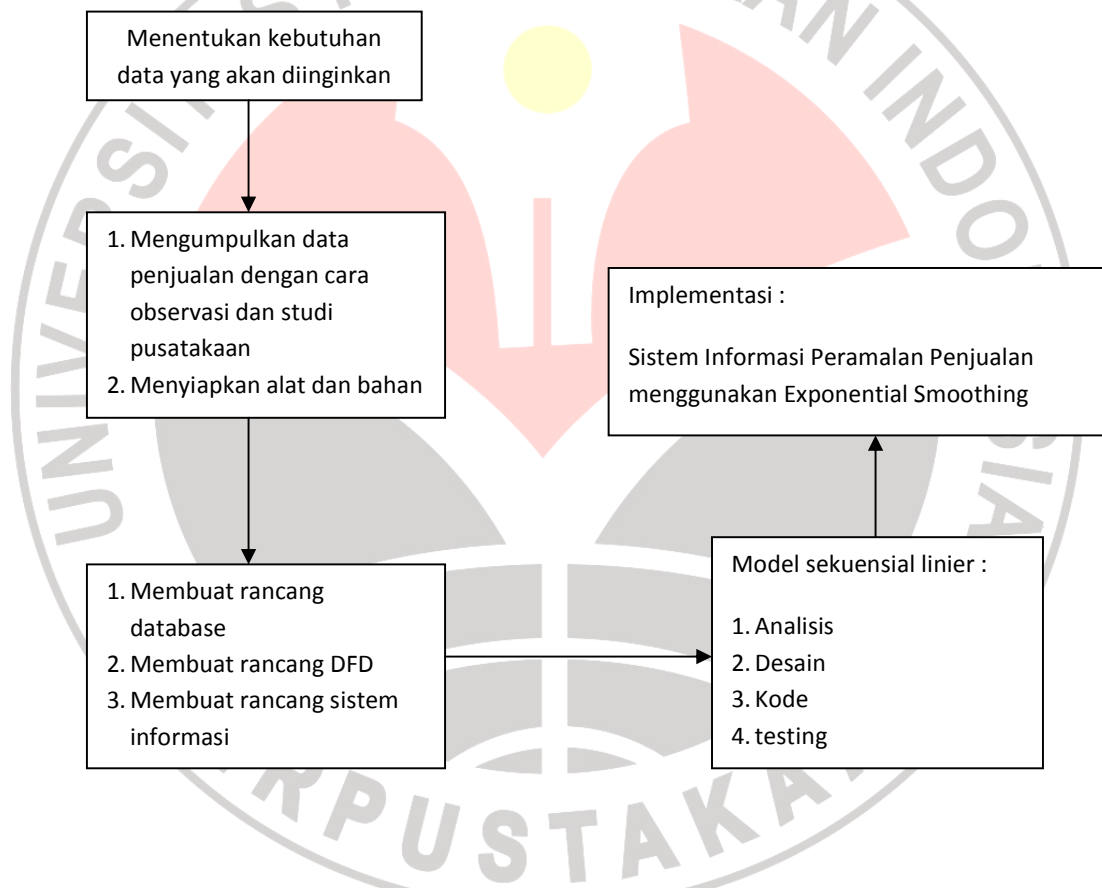 Menentukan kebutuhan
data yang akan diinginkan
1. Mengumpulkan data
penjualan dengan cara
observasi dan studi
pusatakaan
2. Menyiapkan alat dan bahan
1. Membuat rancang
database
2. Membuat rancang DFD
3. Membuat rancang sistem
informasi
Model sekuensial linier :
1. Analisis
2. Desain
3. Kode
4. testing
Implementasi :
Sistem Informasi Peramalan Penjualan
menggunakan Exponential Smoothing